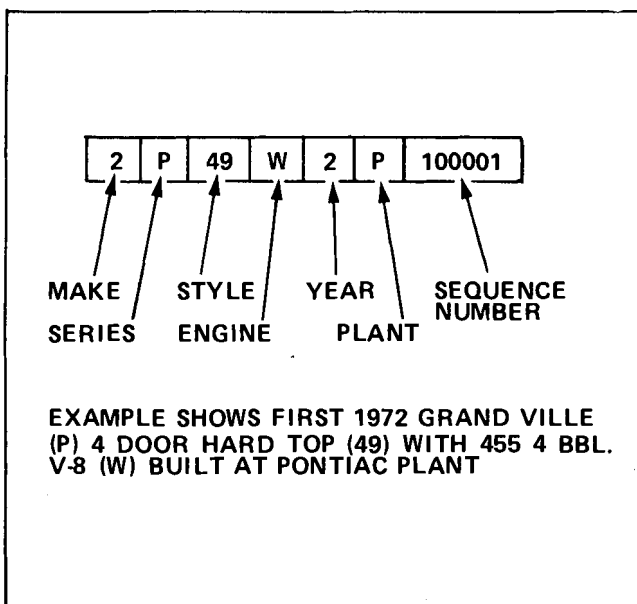 2 P 49 W 2 P 100001
MAKE STYLE YEAR SEQUENCE
NUMBER
SERIES ENGINE PLANT
EXAMPLE SHOWS FIRST 1972 GRAND VILLE
(P) 4 DOOR HARD TOP (49) WITH 455 4 BBL.
V-8 (W) BUILT AT PONTIAC PLANT